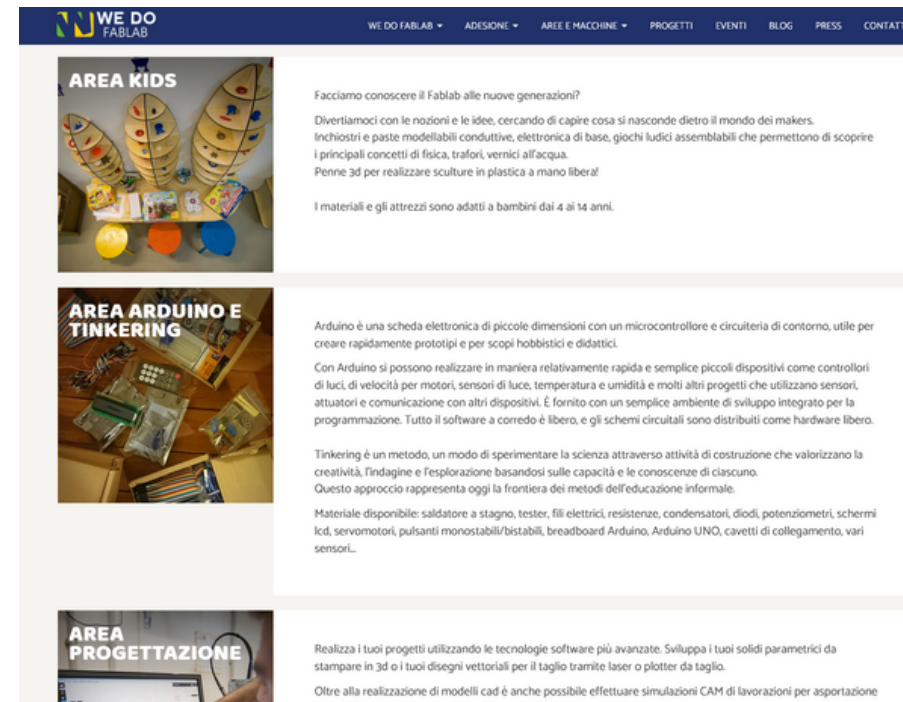 WE DO
FABLAB
WE DO FABLAB ADESIONE AREE E MACCHINE PROGETTI EVENTI BLOG PRESS CONTATT
AREA KIDS
Facciamo conoscere il Fablab alle nuove generazioni?
Divertiamoci con le nozioni e le idee, cercando di capire cosa si nasconde dietro il mondo dei makers.
Inchiostri e paste modellabili conduttive, elettronica di base, giochi ludici assemblabili che permettono di scoprire
i principali concetti di fisica, trafori, vernici all'acqua.
Penne 3d per realizzare sculture in plastica a mano libera!
I materiali e gli attrezzi sono adatti a bambini dai 4 ai 14 anni.
AREA ARDUINO E
TINKERING
Arduino è una scheda elettronica di piccole dimensioni con un microcontrollore e circuiteria di contorno, utile per
creare rapidamente prototipi e per scopi hobbistici e didattici.
Con Arduino si possono realizzare in maniera relativamente rapida e semplice piccoli dispositivi come controllori
di luci, di velocità per motori, sensori di luce, temperatura e umidità e molti altri progetti che utilizzano sensori,
attuatori e comunicazione con altri dispositivi. È fornito con un semplice ambiente di sviluppo integrato per la
programmazione. Tutto il software a corredo è libero, e gli schemi circuitali sono distribuiti come hardware libero.
Tinkering è un metodo, un modo di sperimentare la scienza attraverso attività di costruzione che valorizzano la
creatività, l'indagine e l'esplorazione basandosi sulle capacità e le conoscenze di ciascuno.
Questo approccio rappresenta oggi la frontiera dei metodi dell'educazione informale.
Materiale disponibile: saldatore a stagno, tester, fili elettrici, resistenze, condensatori, diodi, potenziometri, schermi
lcd, servomotori, pulsanti monostabili/bistabili, breadboard Arduino, Arduino UNO, cavetti di collegamento, vari
sensori...
AREA
PROGETTAZIONE
Realizza i tuoi progetti utilizzando le tecnologie software più avanzate. Sviluppa i tuoi solidi parametrici da
stampare in 3d o i tuoi disegni vettoriali per il taglio tramite laser o plotter da taglio.
Oltre alla realizzazione di modelli cad è anche possibile effettuare simulazioni CAM di lavorazioni per asportazione